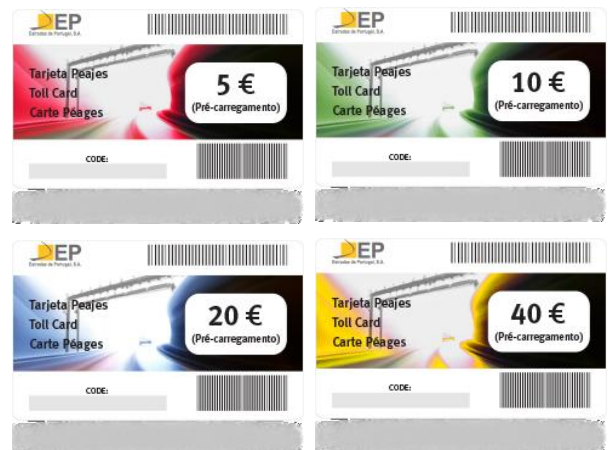 EP
Estradas de Portugal, S.A.
Tarjeta Peajes
Toll Card
Carte Péages
5 €
(Pré-carregamento)
CODE:
EP
Estradas de Portugal, S.A.
Tarjeta Peajes
Toll Card
Carte Péages
10 €
(Pré-carregamento)
CODE:
EP
Estradas de Portugal, S.A.
Tarjeta Peajes
Toll Card
Carte Péages
20 €
(Pré-carregamento)
CODE:
EP
Estradas de Portugal, S.A.
Tarjeta Peajes
Toll Card
Carte Péages
40 €
(Pré-carregamento)
CODE: